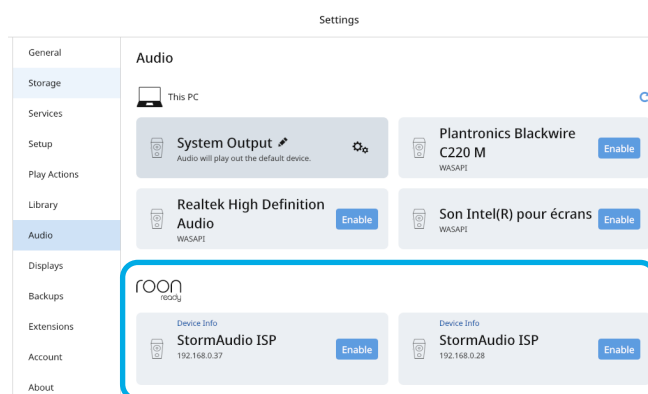 Settings
General
Storage
Services
Setup
Play Actions
Library
Audio
Displays
Backups
Extensions
Account
About
Audio
This PC
System Output
Audio will play out the default device.
Plantronics Blackwire
C220 M
WASAPI
Enable
Realtek High Definition
Audio
WASAPI
Enable
Son Intel(R) pour écrans
WASAPI
Enable
roon
ready
Device Info
StormAudio ISP
192.168.0.37
Enable
Device Info
StormAudio ISP
192.168.0.28
Enable